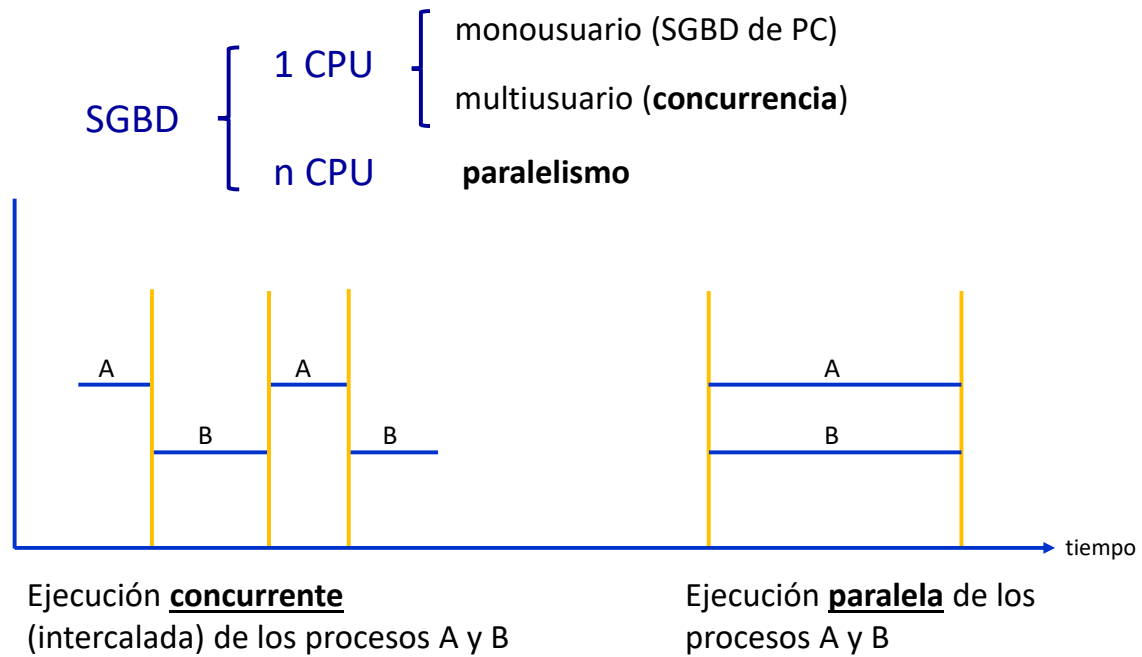 monousuario (SGBD de PC)
1 CPU
multiusuario (concurrencia)
SGBD
n CPU
paralelismo
A
A
A
B
B
B
tiempo
Ejecución concurrente
(intercalada) de los procesos A y B
Ejecución paralela de los
procesos A y B